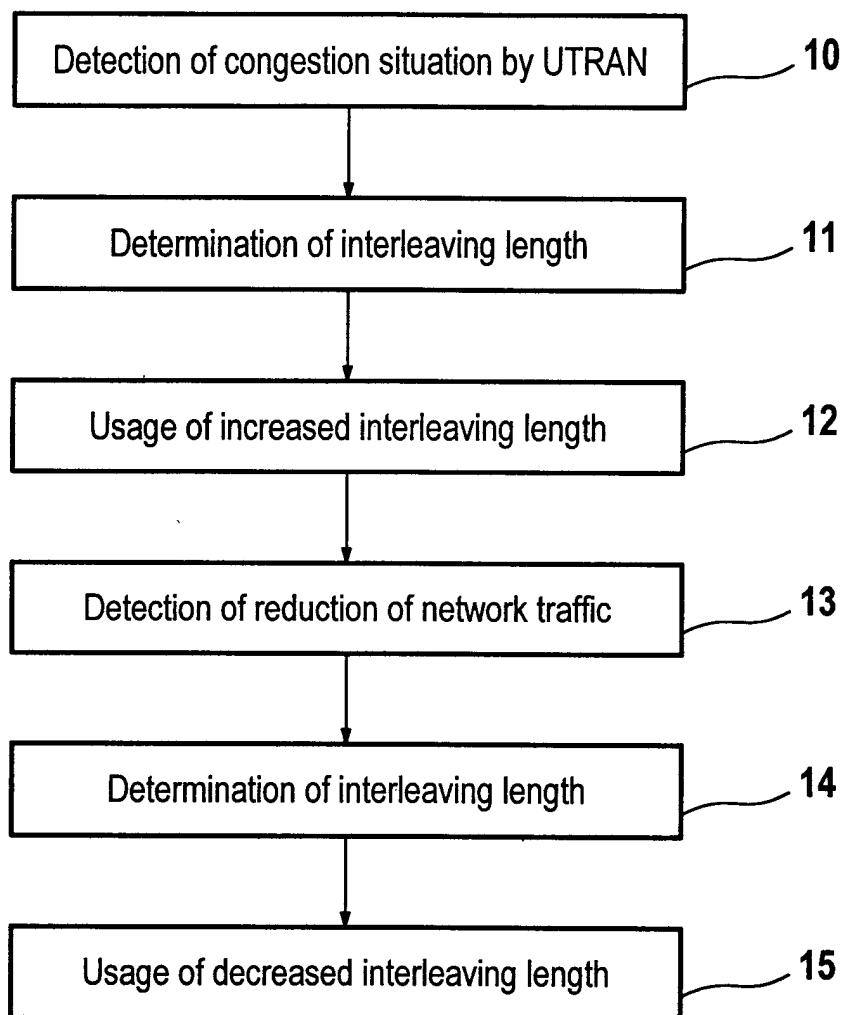 Detection of congestion situation by UTRAN 10
Determination of interleaving length 11
Usage of increased interleaving length 12
Detection of reduction of network traffic 13
Determination of interleaving length 14
Usage of decreased interleaving length 15